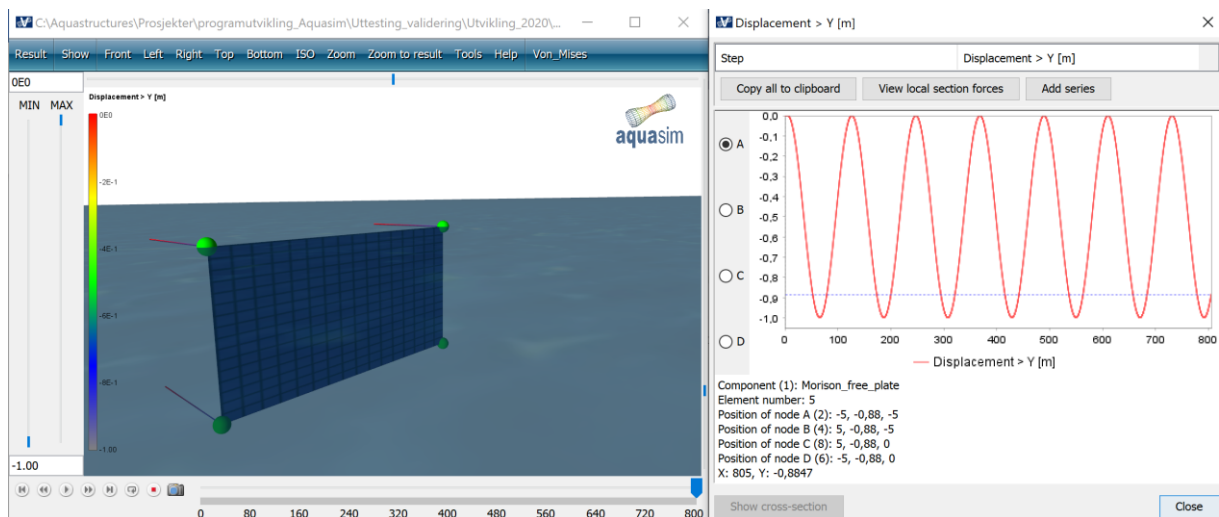 C:\Aquastructures\Prosjekter\programutvikling_Aquasim\Uttesting_validering\Utvikling_2020\...
Result Show Front Left Right Top Bottom ISO Zoom Zoom to result Tools Help Von_Mises
0E0
MIN MAX
Displacement > Y [m]
0E0
-2E-1
-4E-1
-6E-1
-6E-1
-1.00
aquasim
-1.00
0 80 160 240 320 400 480 560 640 720 800
Displacement > Y [m]
Step Displacement > Y [m]
Copy all to clipboard View local section forces Add series
A
B
C
D
0,0
-0,1
-0,2
-0,3
-0,4
-0,5
-0,6
-0,7
-0,8
-0,9
-1,0
0 100 200 300 400 500 600 700 800
Displacement > Y [m]
Component (1): Morison_free_plate
Element number: 5
Position of node A (2): -5, -0,88, -5
Position of node B (4): 5, -0,88, -5
Position of node C (8): 5, -0,88, 0
Position of node D (6): -5, -0,88, 0
X: 805, Y: -0,8847
Show cross-section Close